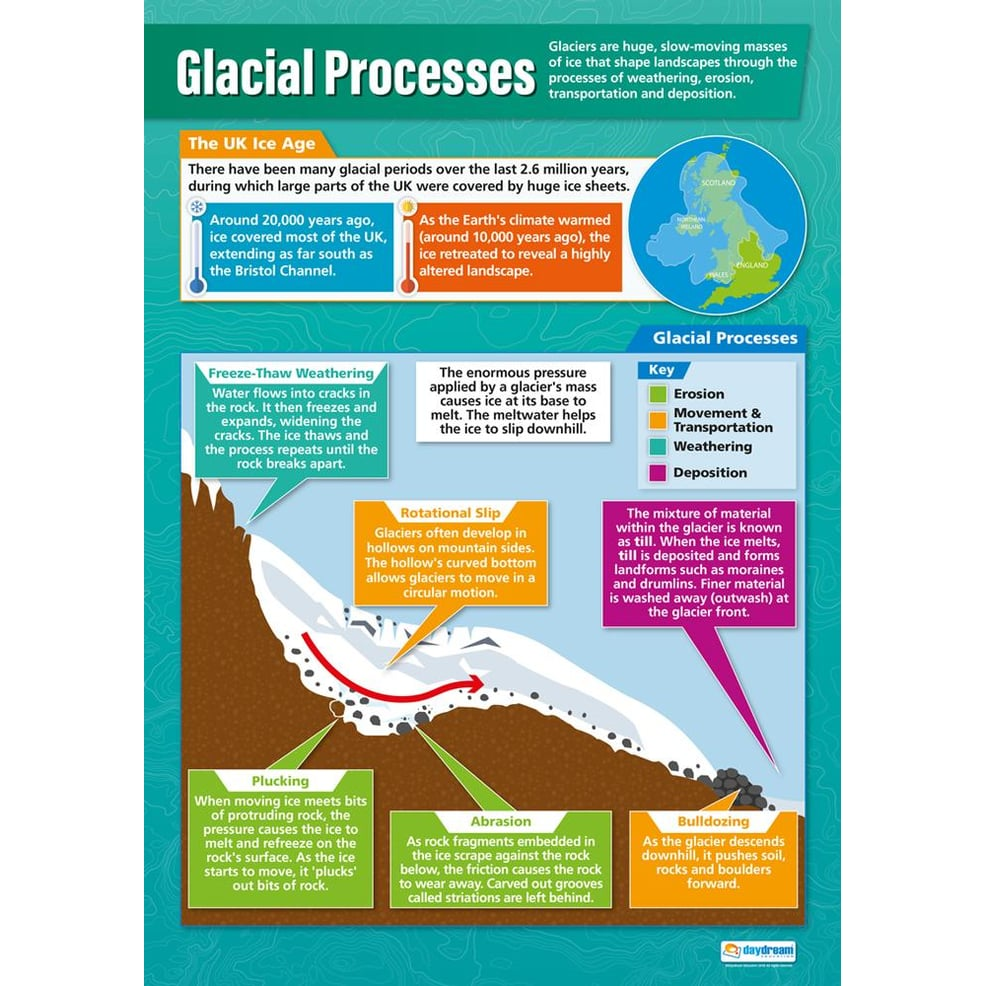 Glacial Processes
Glaciers are huge, slow-moving masses
of ice that shape landscapes through the
processes of weathering, erosion,
transportation and deposition.
The UK Ice Age
There have been many glacial periods over the last 2.6 million years,
during which large parts of the UK were covered by huge ice sheets.
Around 20,000 years ago,
ice covered most of the UK,
extending as far south as
the Bristol Channel.
As the Earth's climate warmed
(around 10,000 years ago), the
ice retreated to reveal a highly
altered landscape.
SCOTLAND
NORTHERN
IRELAND
ENGLAND
WALES
Glacial Processes
Freeze-Thaw Weathering
Water flows into cracks in
the rock. It then freezes and
expands, widening the
cracks. The ice thaws and
the process repeats until the
rock breaks apart.
The enormous pressure
applied by a glacier's mass
causes ice at its base to
melt. The meltwater helps
the ice to slip downhill.
Key
Erosion
Movement &
Transportation
Weathering
Deposition
Rotational Slip
Glaciers often develop in
hollows on mountain sides.
The hollow's curved bottom
allows glaciers to move in a
circular motion.
The mixture of material
within the glacier is known
as till. When the ice melts,
till is deposited and forms
landforms such as moraines
and drumlins. Finer material
is washed away (outwash) at
the glacier front.
Plucking
When moving ice meets bits
of protruding rock, the
pressure causes the ice to
melt and refreeze on the
rock's surface. As the ice
starts to move, it 'plucks'
out bits of rock.
Abrasion
As rock fragments embedded in
the ice scrape against the rock
below, the friction causes the rock
to wear away. Carved out grooves
called striations are left behind.
Bulldozing
As the glacier descends
downhill, it pushes soil,
rocks and boulders
forward.
daydream
EDUCATION